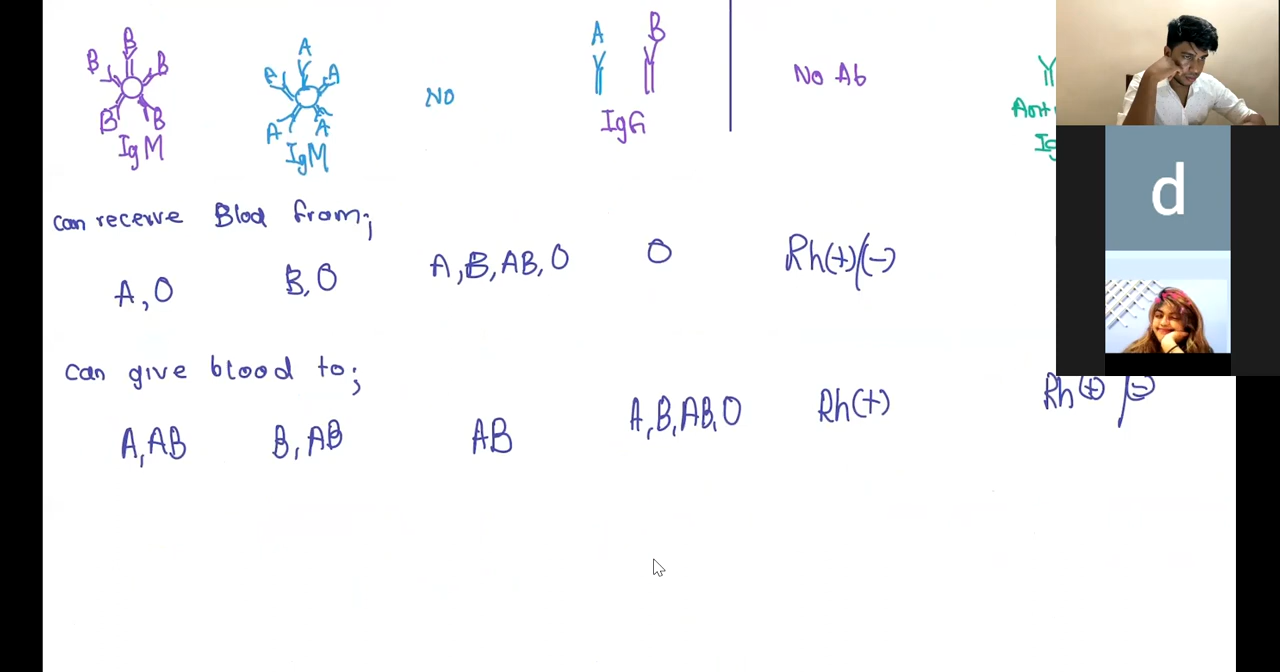 B
B B
B B
IgM
A
A A
A A
IgM
No
A B
IgG
No Ab
can receive Blod from;
A, O B, O A, B, AB, O O Rh(+)/(-)
can give blood to;
A, AB B, AB AB A, B, AB, O Rh(+) Rh(+)/(-)
d